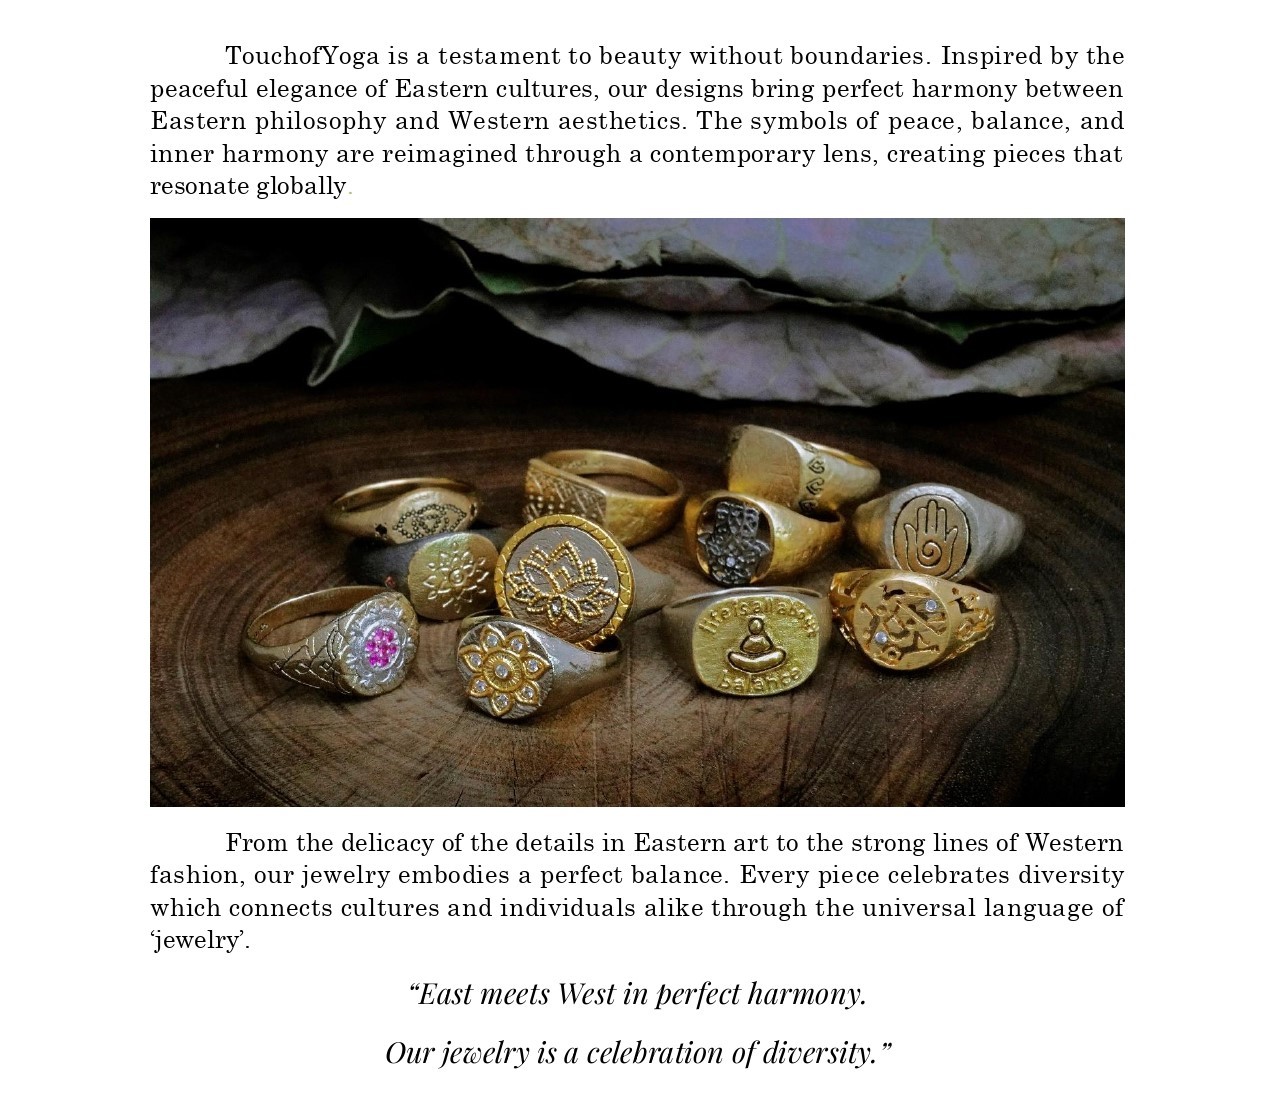 TouchofYoga is a testament to beauty without boundaries. Inspired by the
peaceful elegance of Eastern cultures, our designs bring perfect harmony between
Eastern philosophy and Western aesthetics. The symbols of peace, balance, and
inner harmony are reimagined through a contemporary lens, creating pieces that
resonate globally.
lifeisallabout
balance
From the delicacy of the details in Eastern art to the strong lines of Western
fashion, our jewelry embodies a perfect balance. Every piece celebrates diversity
which connects cultures and individuals alike through the universal language of
‘jewelry’.
“East meets West in perfect harmony.
Our jewelry is a celebration of diversity.”